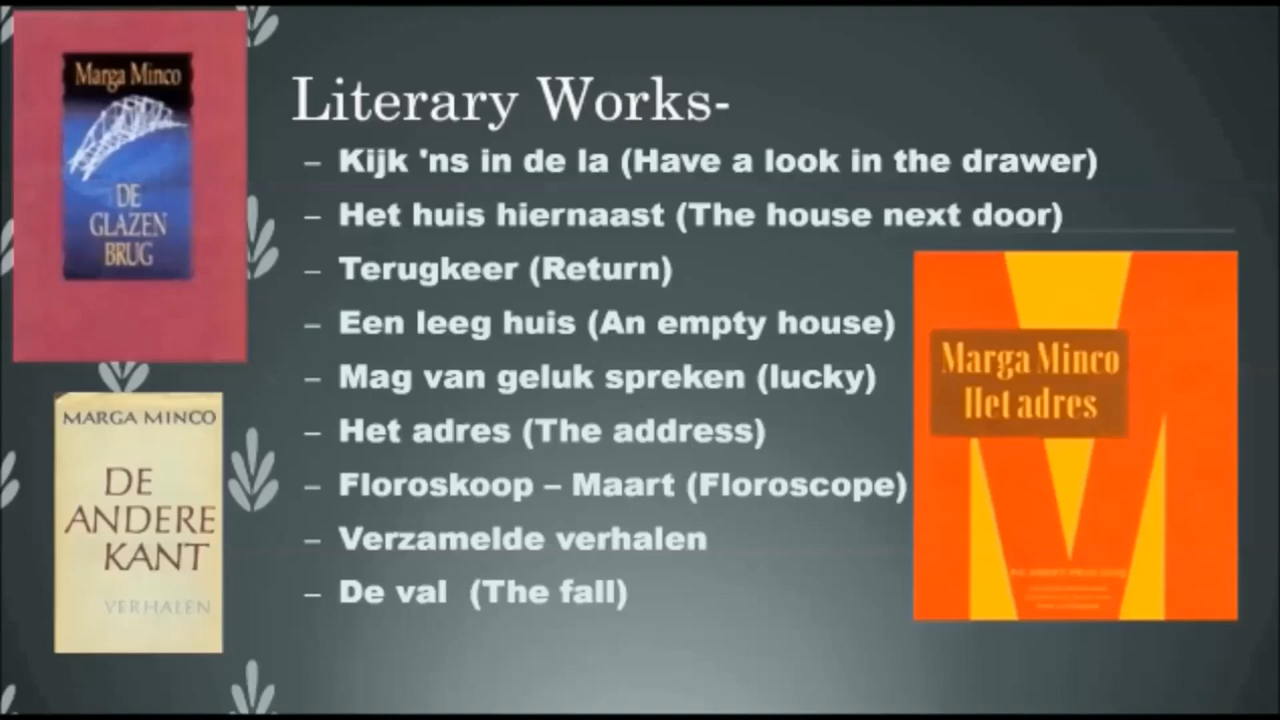 Marga Minco
DE
GLAZEN
BRUG
MARGA MINCO
DE
ANDERE
KANT
VERHALEN
Literary Works-
– Kijk 'ns in de la (Have a look in the drawer)
– Het huis hiernaast (The house next door)
– Terugkeer (Return)
– Een leeg huis (An empty house)
– Mag van geluk spreken (lucky)
– Het adres (The address)
– Floroskoop – Maart (Floroscope)
– Verzamelde verhalen
– De val (The fall)
Marga Minco
Het adres